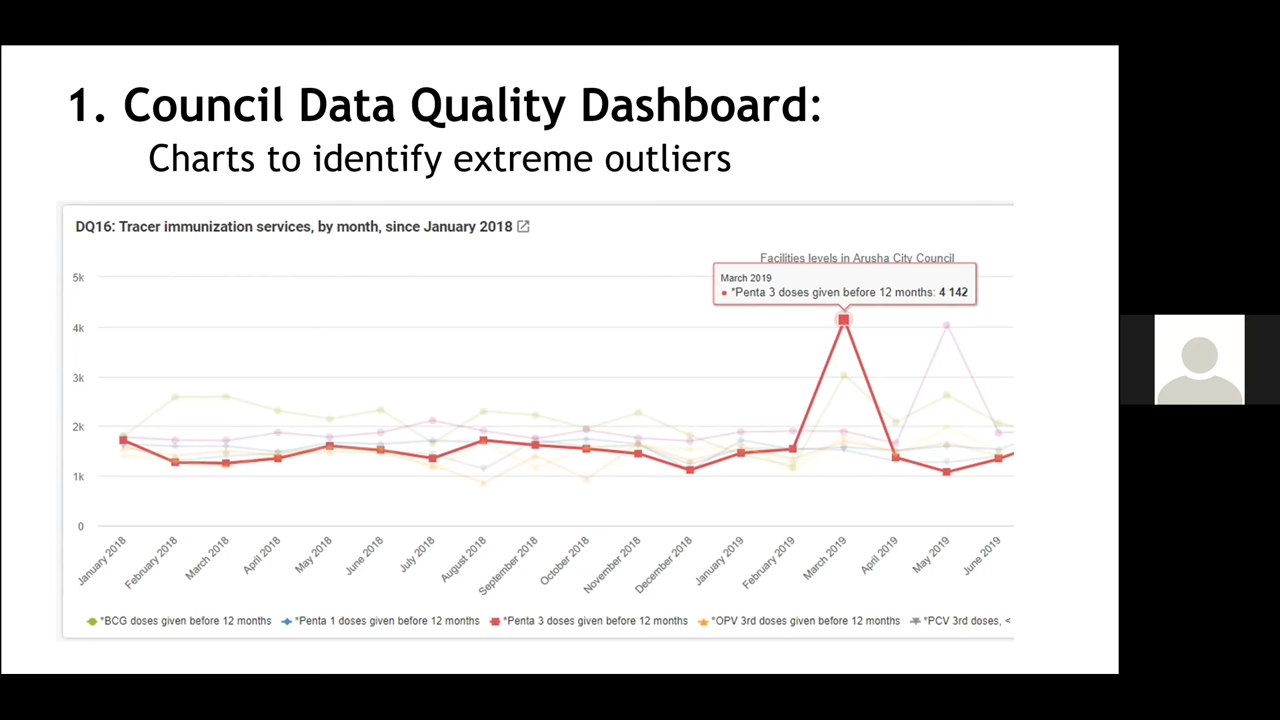 1. Council Data Quality Dashboard:
Charts to identify extreme outliers
DQ16: Tracer immunization services, by month, since January 2018
Facilities levels in Arusha City Council
March 2019
*Penta 3 doses given before 12 months: 4 142
5k
4k
3k
2k
1k
0
January 2018
February 2018
March 2018
April 2018
May 2018
June 2018
July 2018
August 2018
September 2018
October 2018
November 2018
December 2018
January 2019
February 2019
March 2019
April 2019
May 2019
June 2019
*BCG doses given before 12 months *Penta 1 doses given before 12 months *Penta 3 doses given before 12 months *OPV 3rd doses given before 12 months *PCV 3rd doses, <